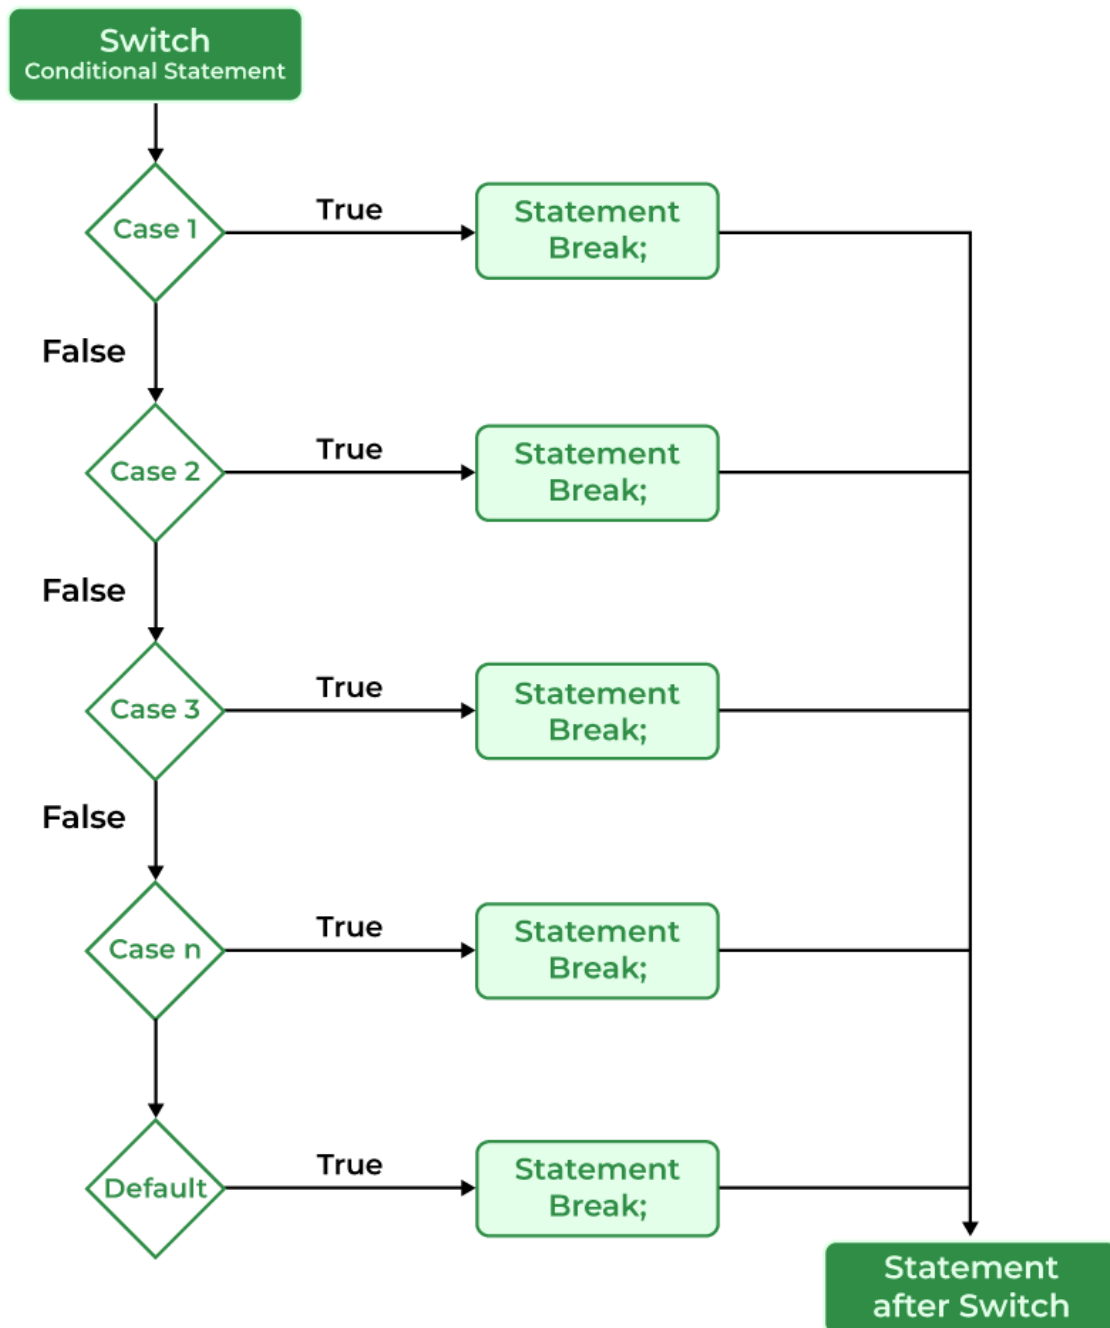 Switch
Conditional Statement
Case 1
True
Statement
Break;
False
Case 2
True
Statement
Break;
False
Case 3
True
Statement
Break;
False
Case n
True
Statement
Break;
Default
True
Statement
Break;
Statement
after Switch